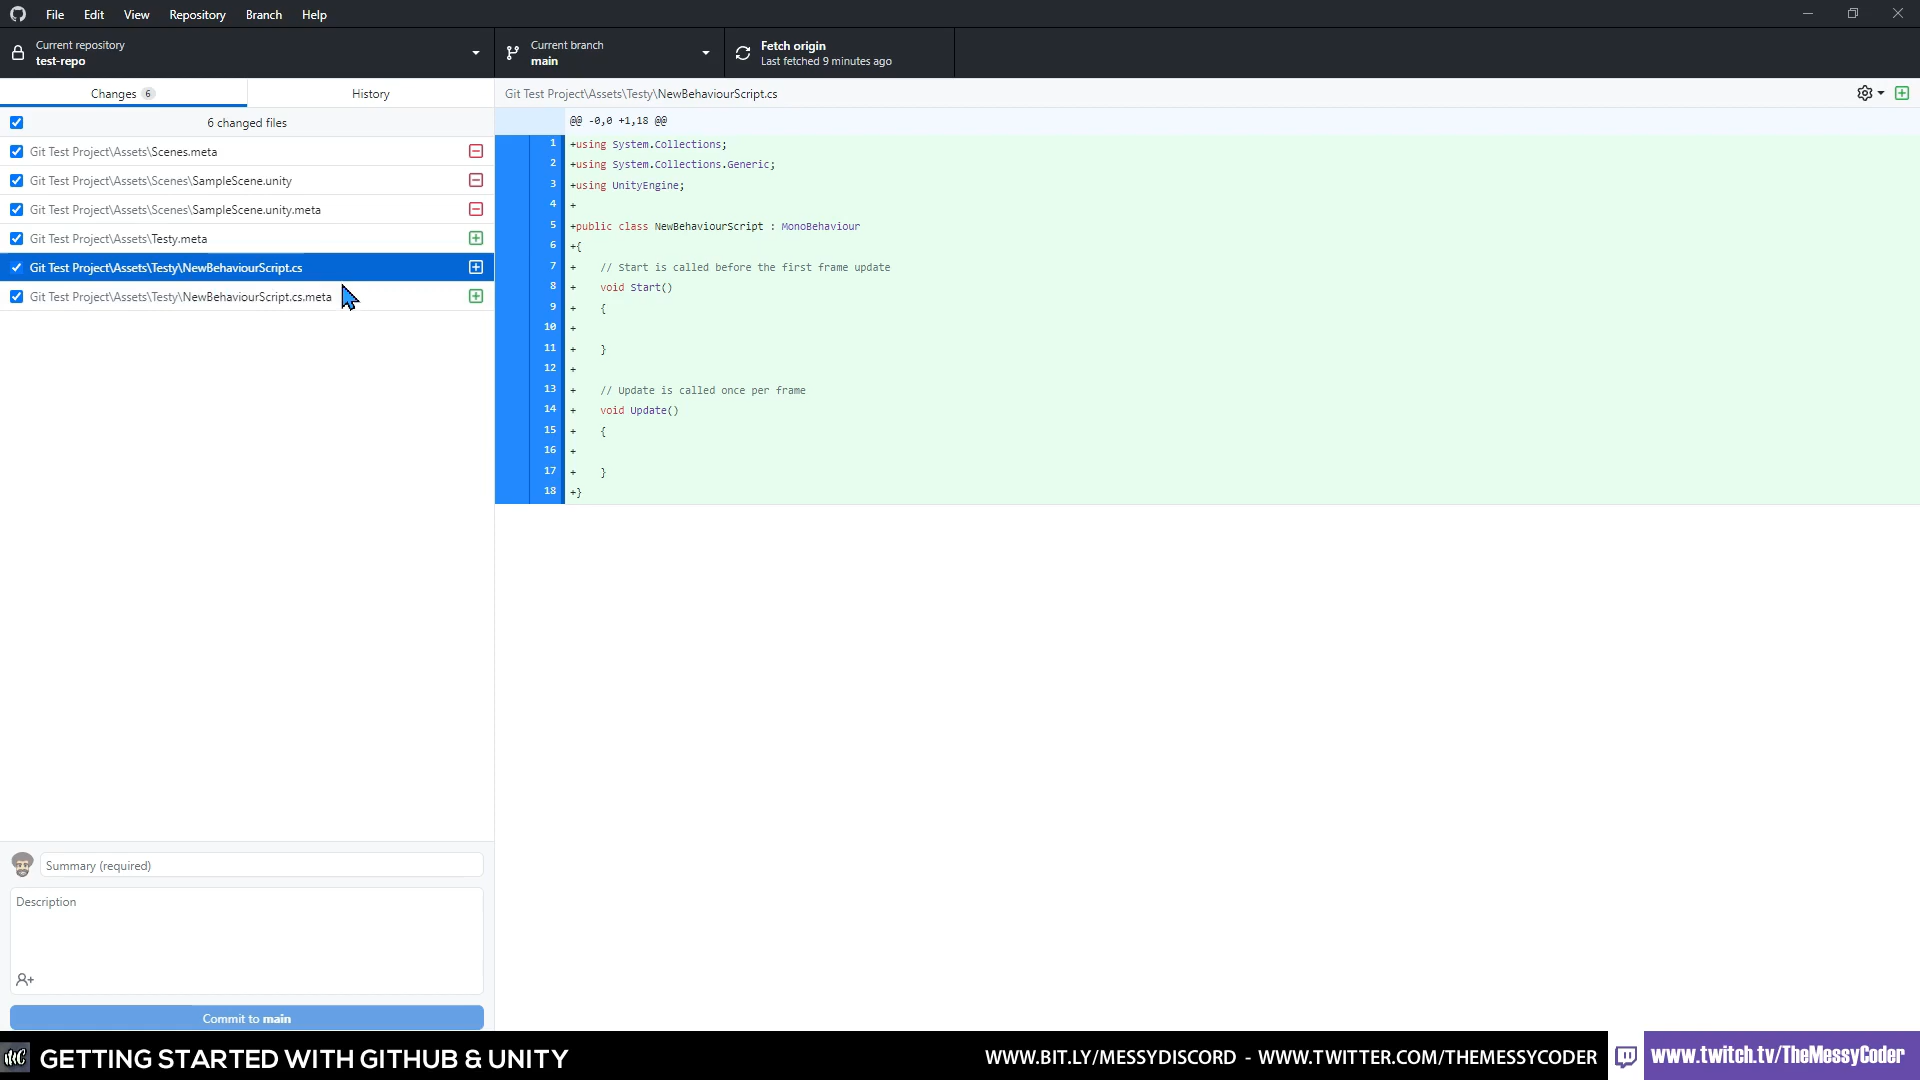 File Edit View Repository Branch Help
Current repository
test-repo
Current branch
main
Fetch origin
Last fetched 9 minutes ago
Changes 6
History
Git Test Project\Assets\Testy\NewBehaviourScript.cs
6 changed files
Git Test Project\Assets\Scenes.meta
Git Test Project\Assets\Scenes\SampleScene.unity
Git Test Project\Assets\Scenes\SampleScene.unity.meta
Git Test Project\Assets\Testy.meta
Git Test Project\Assets\Testy\NewBehaviourScript.cs
Git Test Project\Assets\Testy\NewBehaviourScript.cs.meta
@@ -0,0 +1,18 @@
1 +using System.Collections;
2 +using System.Collections.Generic;
3 +using UnityEngine;
4 +
5 +public class NewBehaviourScript : MonoBehaviour
6 +{
7 + // Start is called before the first frame update
8 + void Start()
9 + {
10 +
11 + }
12 +
13 + // Update is called once per frame
14 + void Update()
15 + {
16 +
17 + }
18 +}
Summary (required)
Description
Commit to main
MC GETTING STARTED WITH GITHUB & UNITY
WWW.BIT.LY/MESSYDISCORD - WWW.TWITTER.COM/THEMESSYCODER
www.twitch.tv/TheMessyCoder